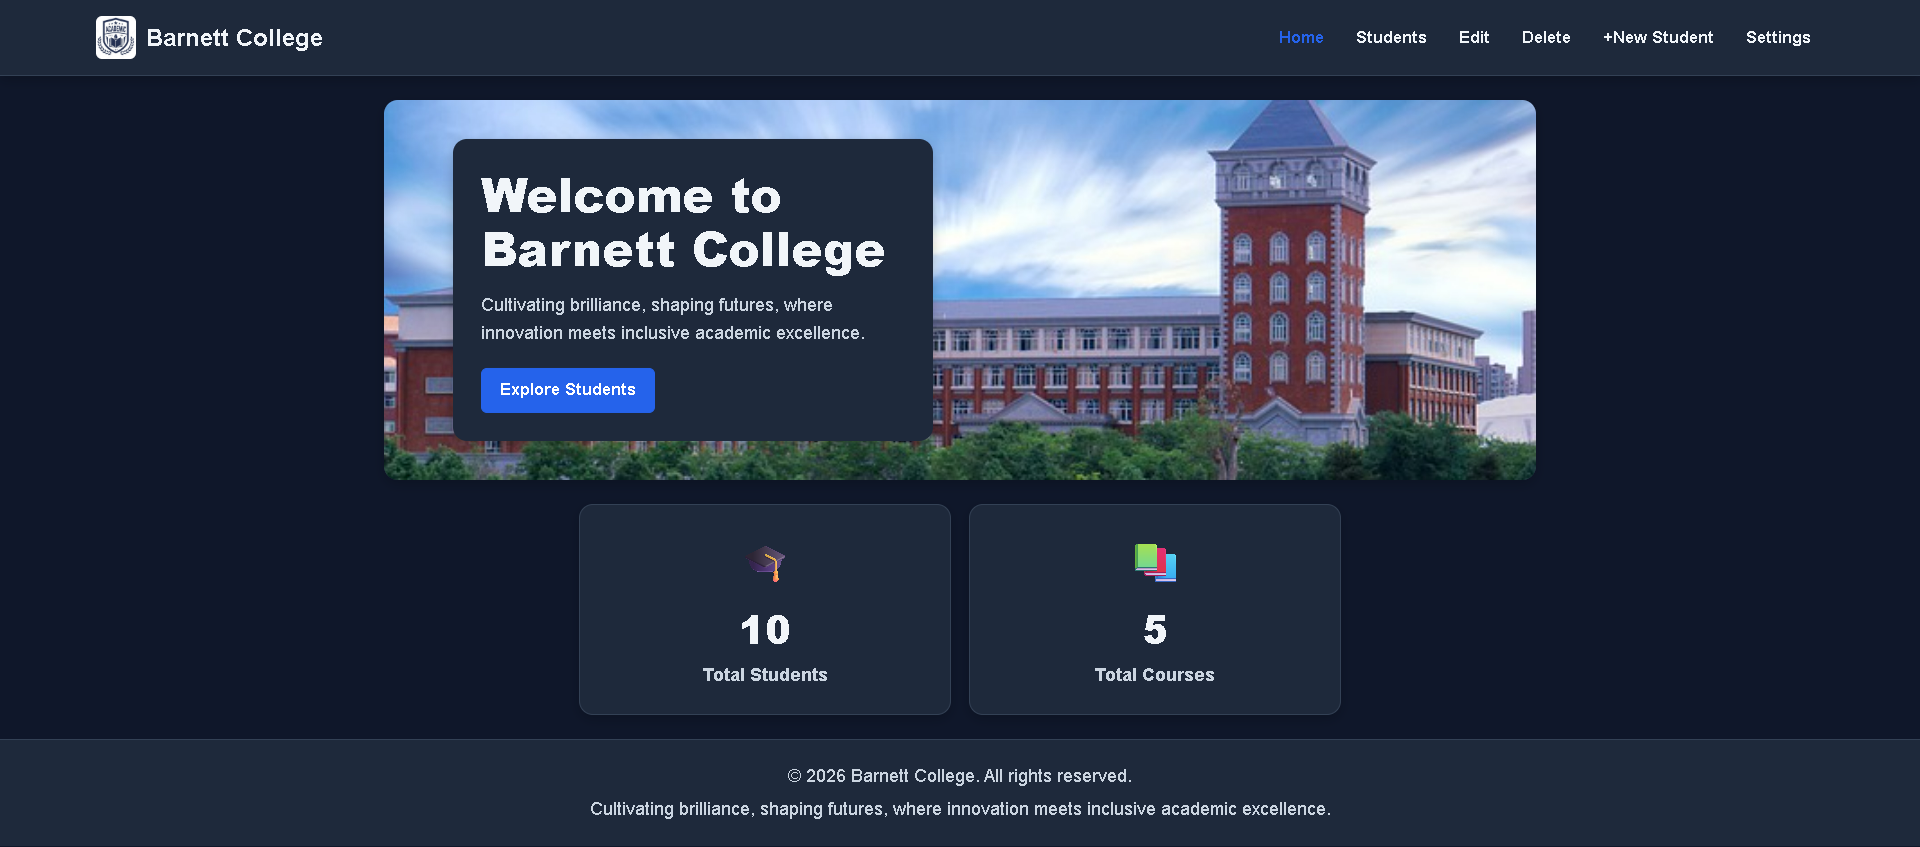 ACADEMIC
Barnett College
Home
Students
Edit
Delete
+New Student
Settings
Welcome to
Barnett College
Cultivating brilliance, shaping futures, where
innovation meets inclusive academic excellence.
Explore Students
10
Total Students
5
Total Courses
© 2026 Barnett College. All rights reserved.
Cultivating brilliance, shaping futures, where innovation meets inclusive academic excellence.